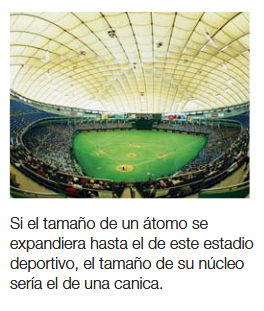 Si el tamaño de un átomo se
expandiera hasta el de este estadio
deportivo, el tamaño de su núcleo
sería el de una canica.